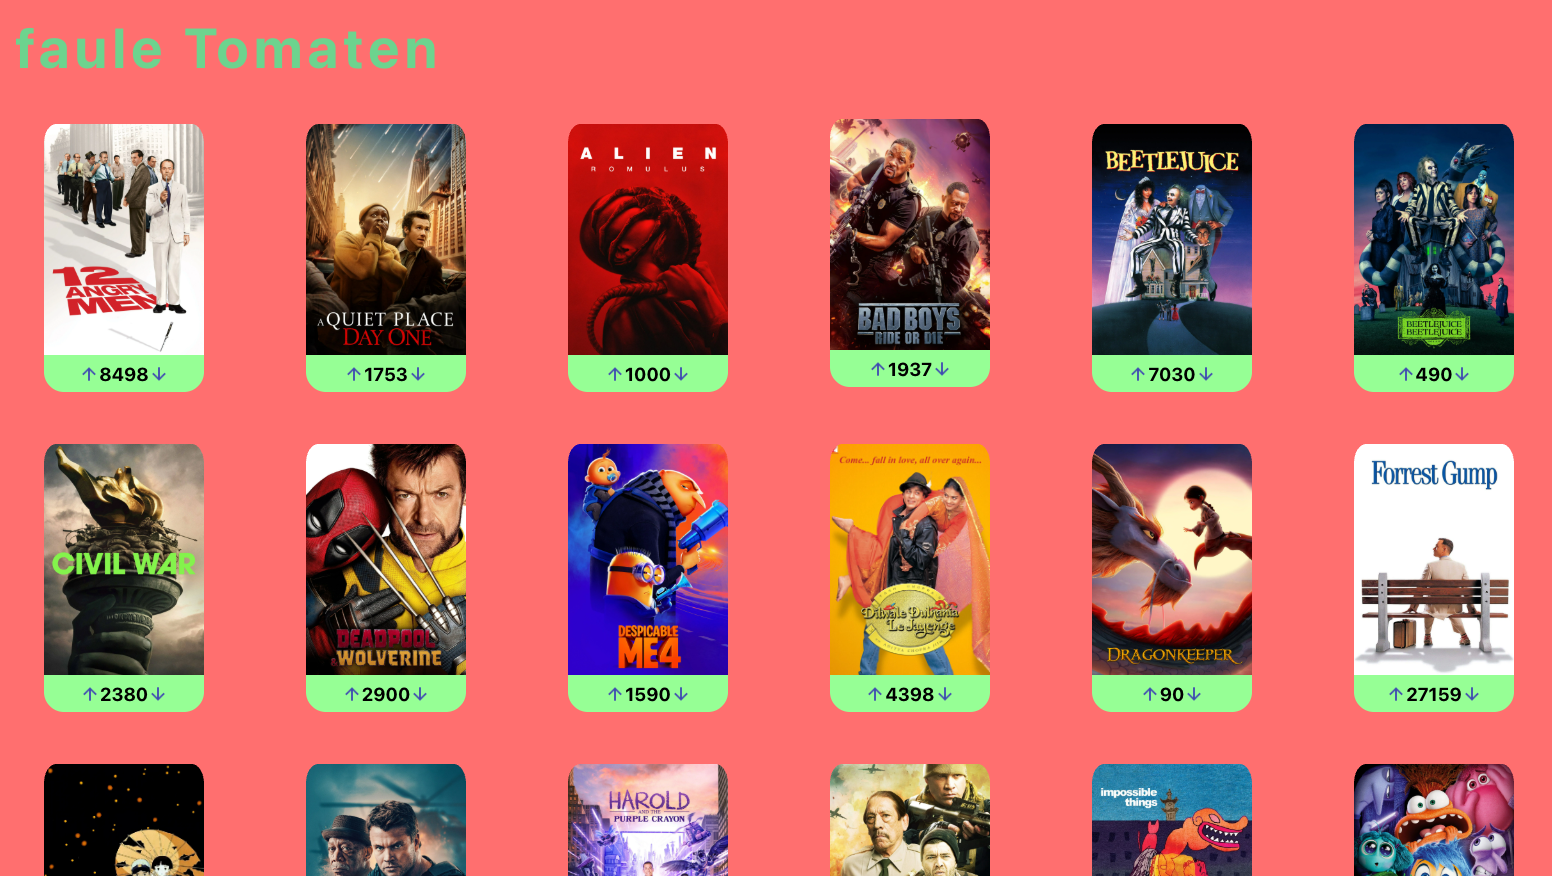 faule Tomaten
12
ANGRY
MEN
A QUIET PLACE
DAY ONE
ALIEN
ROMULUS
BAD BOYS
RIDE OR DIE
BEETLEJUICE
BEETLEJUICE
BEETLEJUICE
↑8498↓
↑1753↓
↑1000↓
↑1937↓
↑7030↓
↑490↓
CIVIL WAR
DEADPOOL
& WOLVERINE
DESPICABLE
ME4
Come... fall in love, all over again...
Dilwale Dulhania
Le Jayenge
DRAGONKEEPER
Forrest Gump
↑2380↓
↑2900↓
↑1590↓
↑4398↓
↑90↓
↑27159↓
HAROLD
AND THE
PURPLE CRAYON
impossible
things